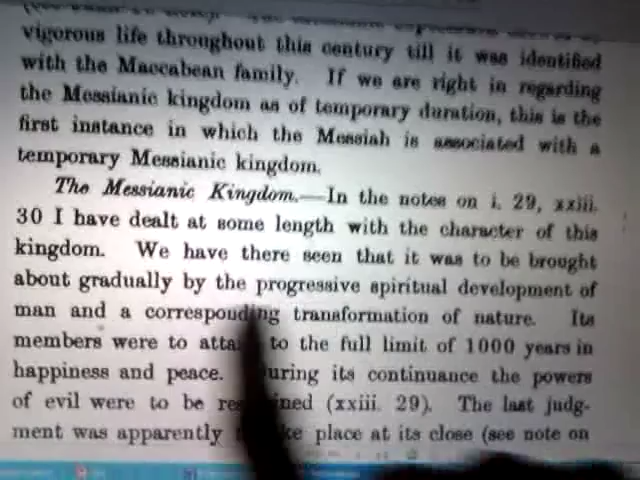 vigorous life throughout this century till it was identified
with the Maccabean family. If we are right in regarding
the Messianic kingdom as of temporary duration, this is the
first instance in which the Messiah is associated with a
temporary Messianic kingdom.
The Messianic Kingdom.—In the notes on i. 29, xxiii.
30 I have dealt at some length with the character of this
kingdom. We have there seen that it was to be brought
about gradually by the progressive spiritual development of
man and a corresponding transformation of nature. Its
members were to atta to the full limit of 1000 years in
happiness and peace. uring its continuance the powers
of evil were to be re ined (xxiii. 29). The last judg-
ment was apparently t ke place at its close (see note on